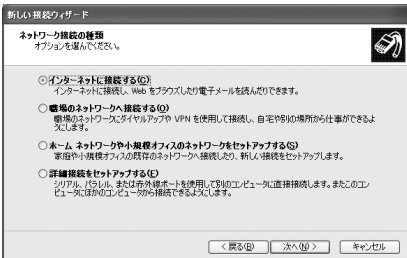 新しい接続ウィザード
ネットワーク接続の種類
オプションを選んでください。
インターネットに接続する(C)
インターネットに接続し、Web をブラウズしたり電子メールを読んだりできます。
職場のネットワークへ接続する(O)
職場のネットワークにダイヤルアップや VPN を使用して接続し、自宅や別の場所から仕事ができるよ
うにします。
ホーム ネットワークや小規模オフィスのネットワークをセットアップする(S)
家庭や小規模オフィスの既存のネットワークへ接続したり、新しい接続をセットアップします。
詳細接続をセットアップする(E)
シリアル、パラレル、または赤外線ポートを使用して別のコンピュータに直接接続します。またこのコン
ピュータにほかのコンピュータから接続できるようにします。
< 戻る(B)
次へ(N) >
キャンセル